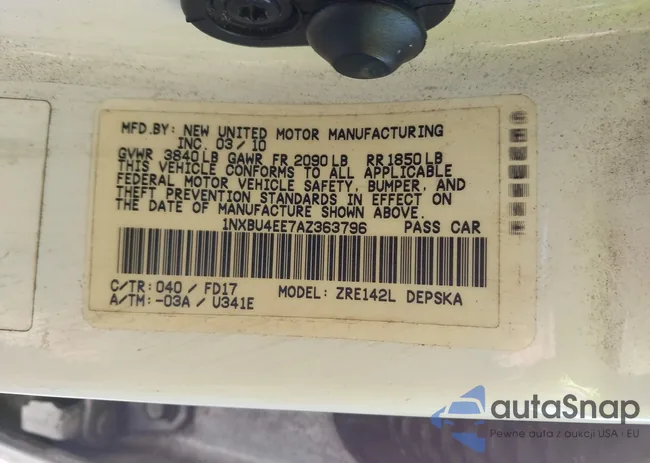 MFD.BY: NEW UNITED MOTOR MANUFACTURING
INC. 03/10
GVWR 3840LB GAWR FR 2090LB RR1850LB
THIS VEHICLE CONFORMS TO ALL APPLICABLE
FEDERAL MOTOR VEHICLE SAFETY, BUMPER, AND
THEFT PREVENTION STANDARDS IN EFFECT ON
THE DATE OF MANUFACTURE SHOWN ABOVE.
1NXBU4EE7AZ363796 PASS CAR
C/TR: 040 / FD17
A/TM: -03A / U341E
MODEL: ZRE142L DEPSKA
autaSnap
Pewne auta z aukcji USA i EU